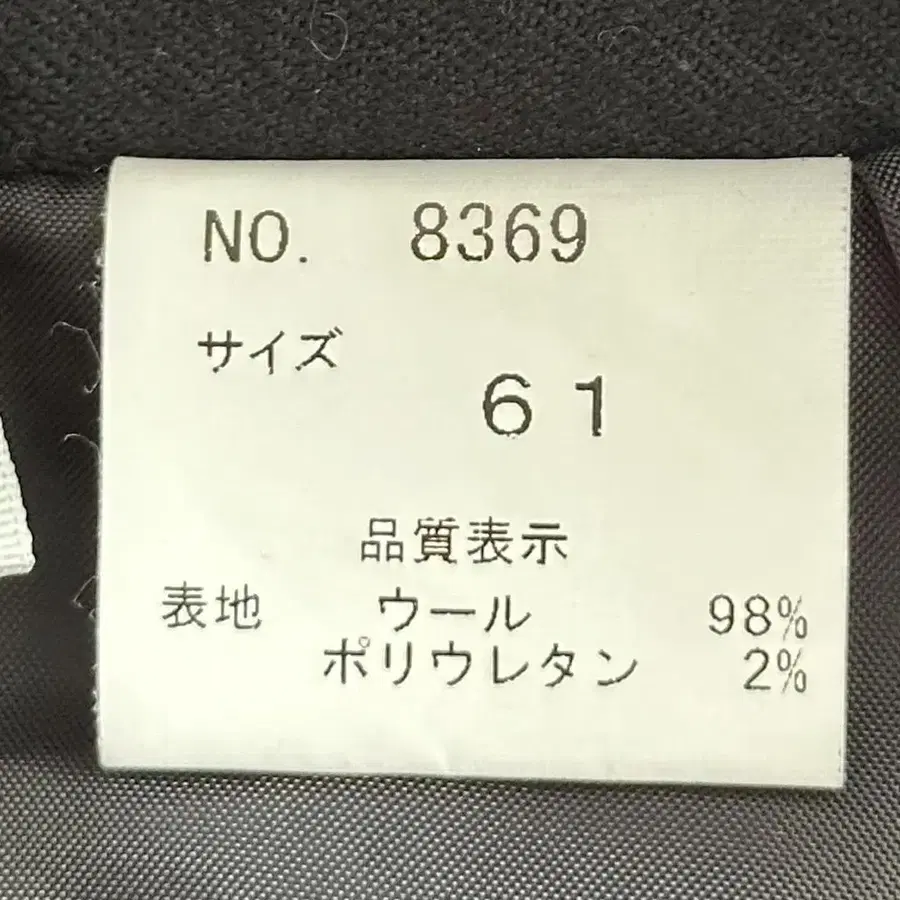 NO. 8369
サイズ
61
品質表示
表地 ウール 98%
ポリウレタン 2%